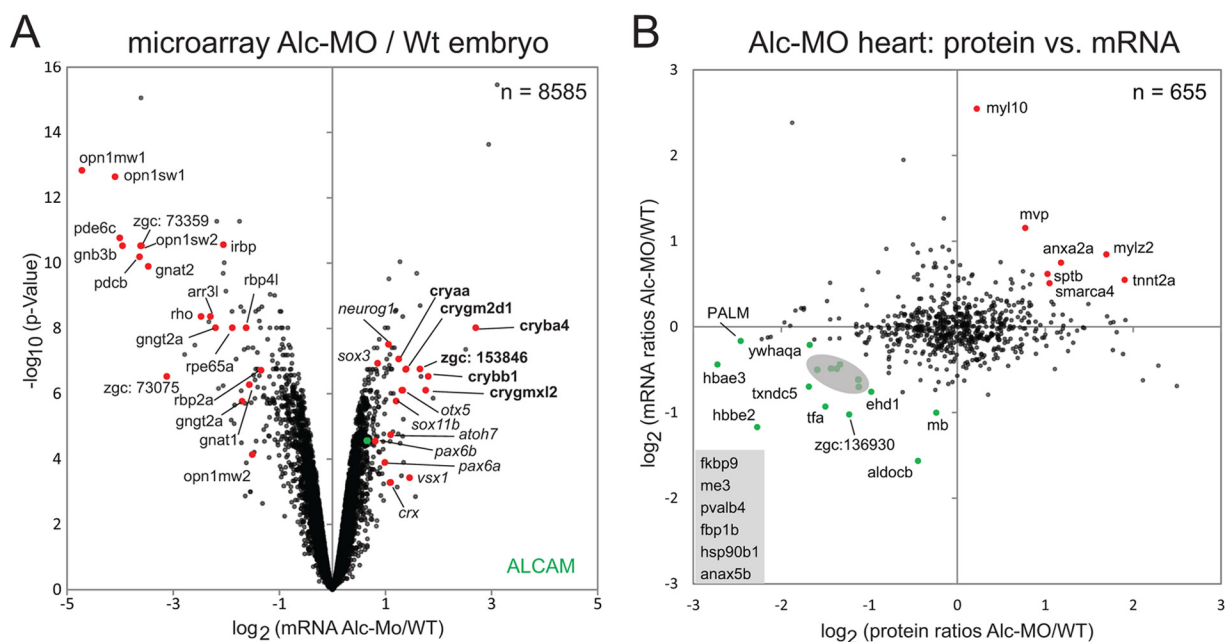 A
microarray Alc-MO / Wt embryo
n = 8585
16
14
12
10
8
6
4
2
0
-log10 (p-Value)
opn1mw1
opn1sw1
pde6c
zgc: 73359
gnb3b
opn1sw2
irbp
pdcb
gnat2
arr3l
rbp4l
rho
neurog1
cryaa
crygm2d1
cryba4
gngt2a
rpe65a
sox3
zgc: 153846
zgc: 73075
crybb1
rbp2a
crygmxl2
gngt2a
otx5
gnat1
sox11b
atoh7
opn1mw2
pax6b
pax6a
vsx1
crx
ALCAM
-5
-3
-1
1
3
5
log2 (mRNA Alc-Mo/WT)
B
Alc-MO heart: protein vs. mRNA
n = 655
3
2
1
0
-1
-2
-3
log2 (mRNA ratios Alc-MO/WT)
myl10
mvp
anxa2a
mylz2
sptb
tnnt2a
smarca4
PALM
ywhaqa
hbae3
txndc5
ehd1
hbbe2
tfa
mb
zgc:136930
aldocb
fkbp9
me3
pvalb4
fbp1b
hsp90b1
anax5b
-3
-2
-1
0
1
2
3
log2 (protein ratios Alc-MO/WT)